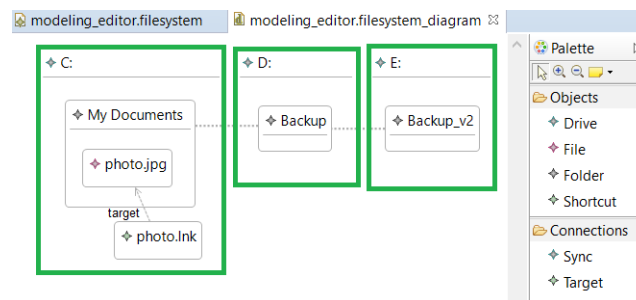 modeling_editor.filesystem
modeling_editor.filesystem_diagram
C:
D:
E:
My Documents
Backup
Backup_v2
photo.jpg
target
photo.lnk
Palette
Objects
Drive
File
Folder
Shortcut
Connections
Sync
Target